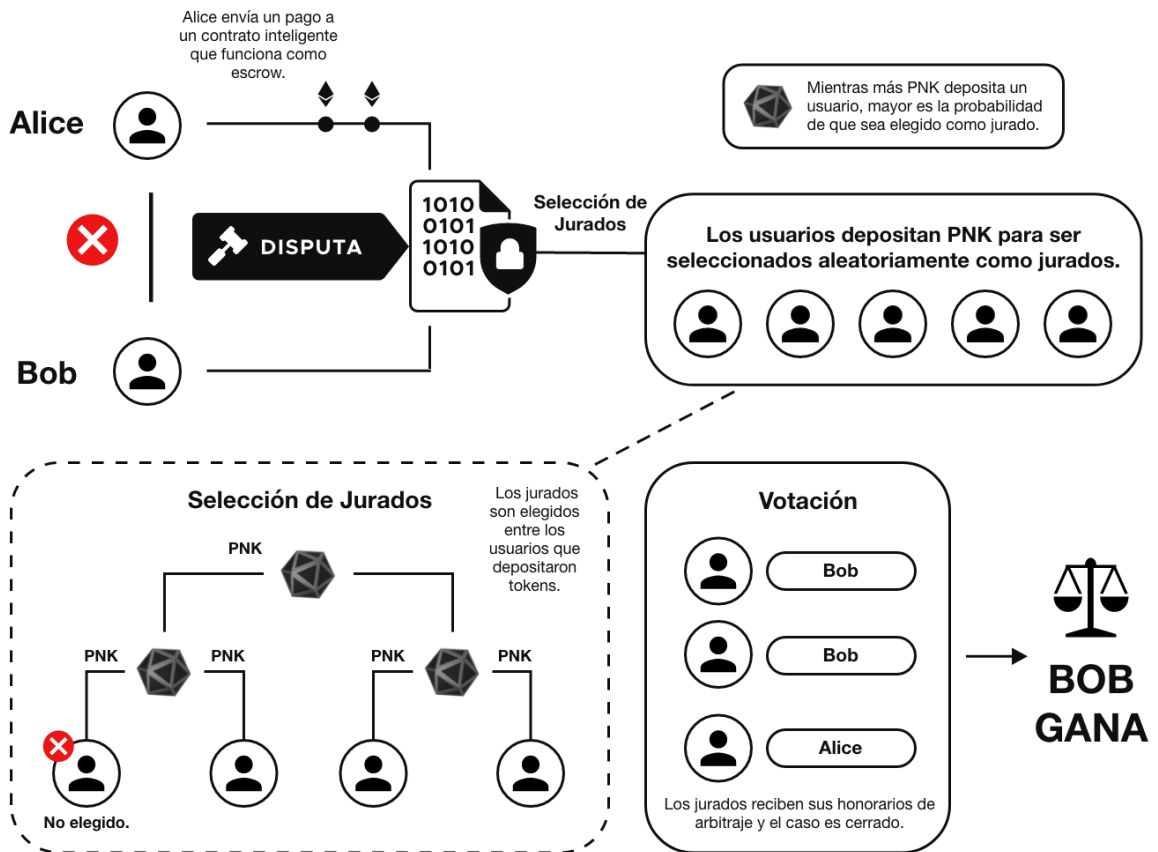 Alice envía un pago a
un contrato inteligente
que funciona como
escrow.
Mientras más PNK deposita un
usuario, mayor es la probabilidad
de que sea elegido como jurado.
Alice
1010
0101
1010
0101
DISPUTA
Selección de
Jurados
Los usuarios depositan PNK para ser
seleccionados aleatoriamente como jurados.
Bob
Selección de Jurados
Los jurados
son elegidos
entre los
usuarios que
depositaron
tokens.
PNK
PNK
PNK
PNK
PNK
No elegido.
Votación
Bob
Bob
Alice
Los jurados reciben sus honorarios de
arbitraje y el caso es cerrado.
BOB
GANA